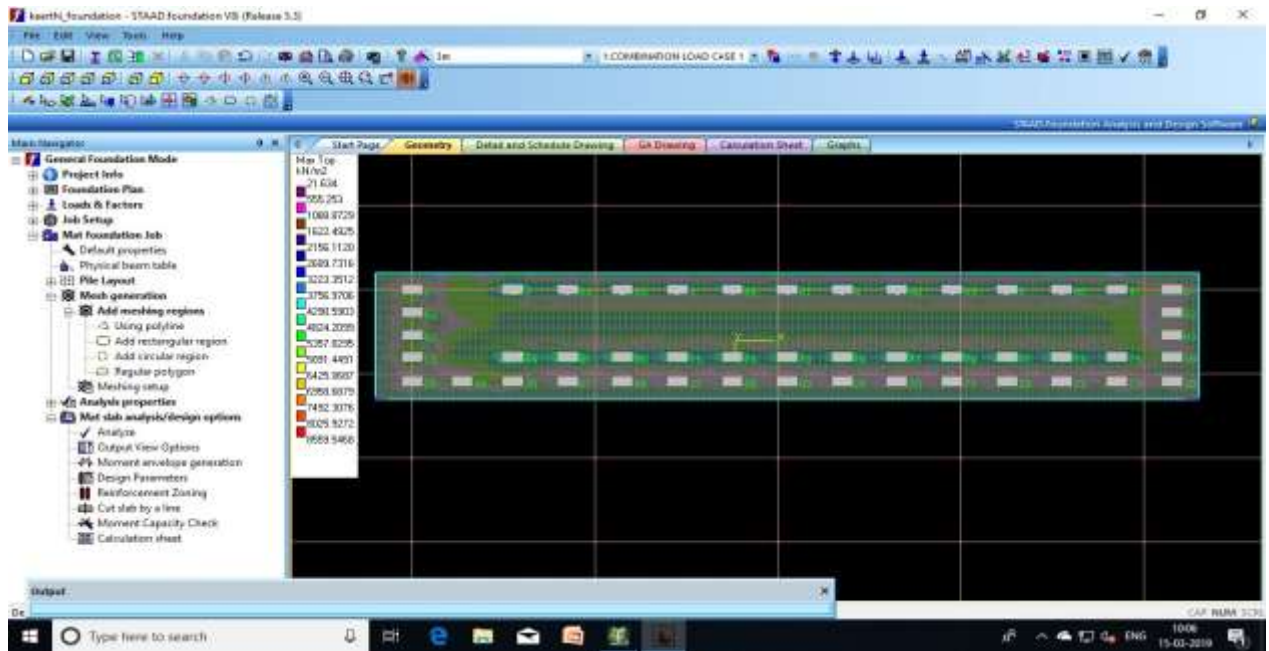 keerthi_foundation - STAAD.foundation V8i (Release 5.3)
File Edit View Tools Help
1m
1:COMBINATION LOAD CASE 1
STAAD.foundation Analysis and Design Software
Main Navigator
Start Page
Geometry
Detail and Schedule Drawing
GA Drawing
Calculation Sheet
Graphs
General Foundation Mode
Project Info
Foundation Plan
Loads & Factors
Job Setup
Mat foundation Job
Default properties
Physical beam table
Pile Layout
Mesh generation
Add meshing regions
Using polyline
Add rectangular region
Add circular region
Regular polygon
Meshing setup
Analysis properties
Mat slab analysis/design options
Analyze
Output View Options
Moment envelope generation
Design Parameters
Reinforcement Zoning
Cut slab by a line
Moment Capacity Check
Calculation sheet
Max Top
kN/m2
21.634
555.253
1088.8729
1622.4925
2156.1120
2689.7316
3223.3512
3756.9706
4290.5903
4824.2099
5357.8295
5891.4491
6425.0687
6958.6879
7492.3076
8025.9272
8559.5468
Output
CAP NUM SCRL
Type here to search
ENG
10:06
15-03-2019